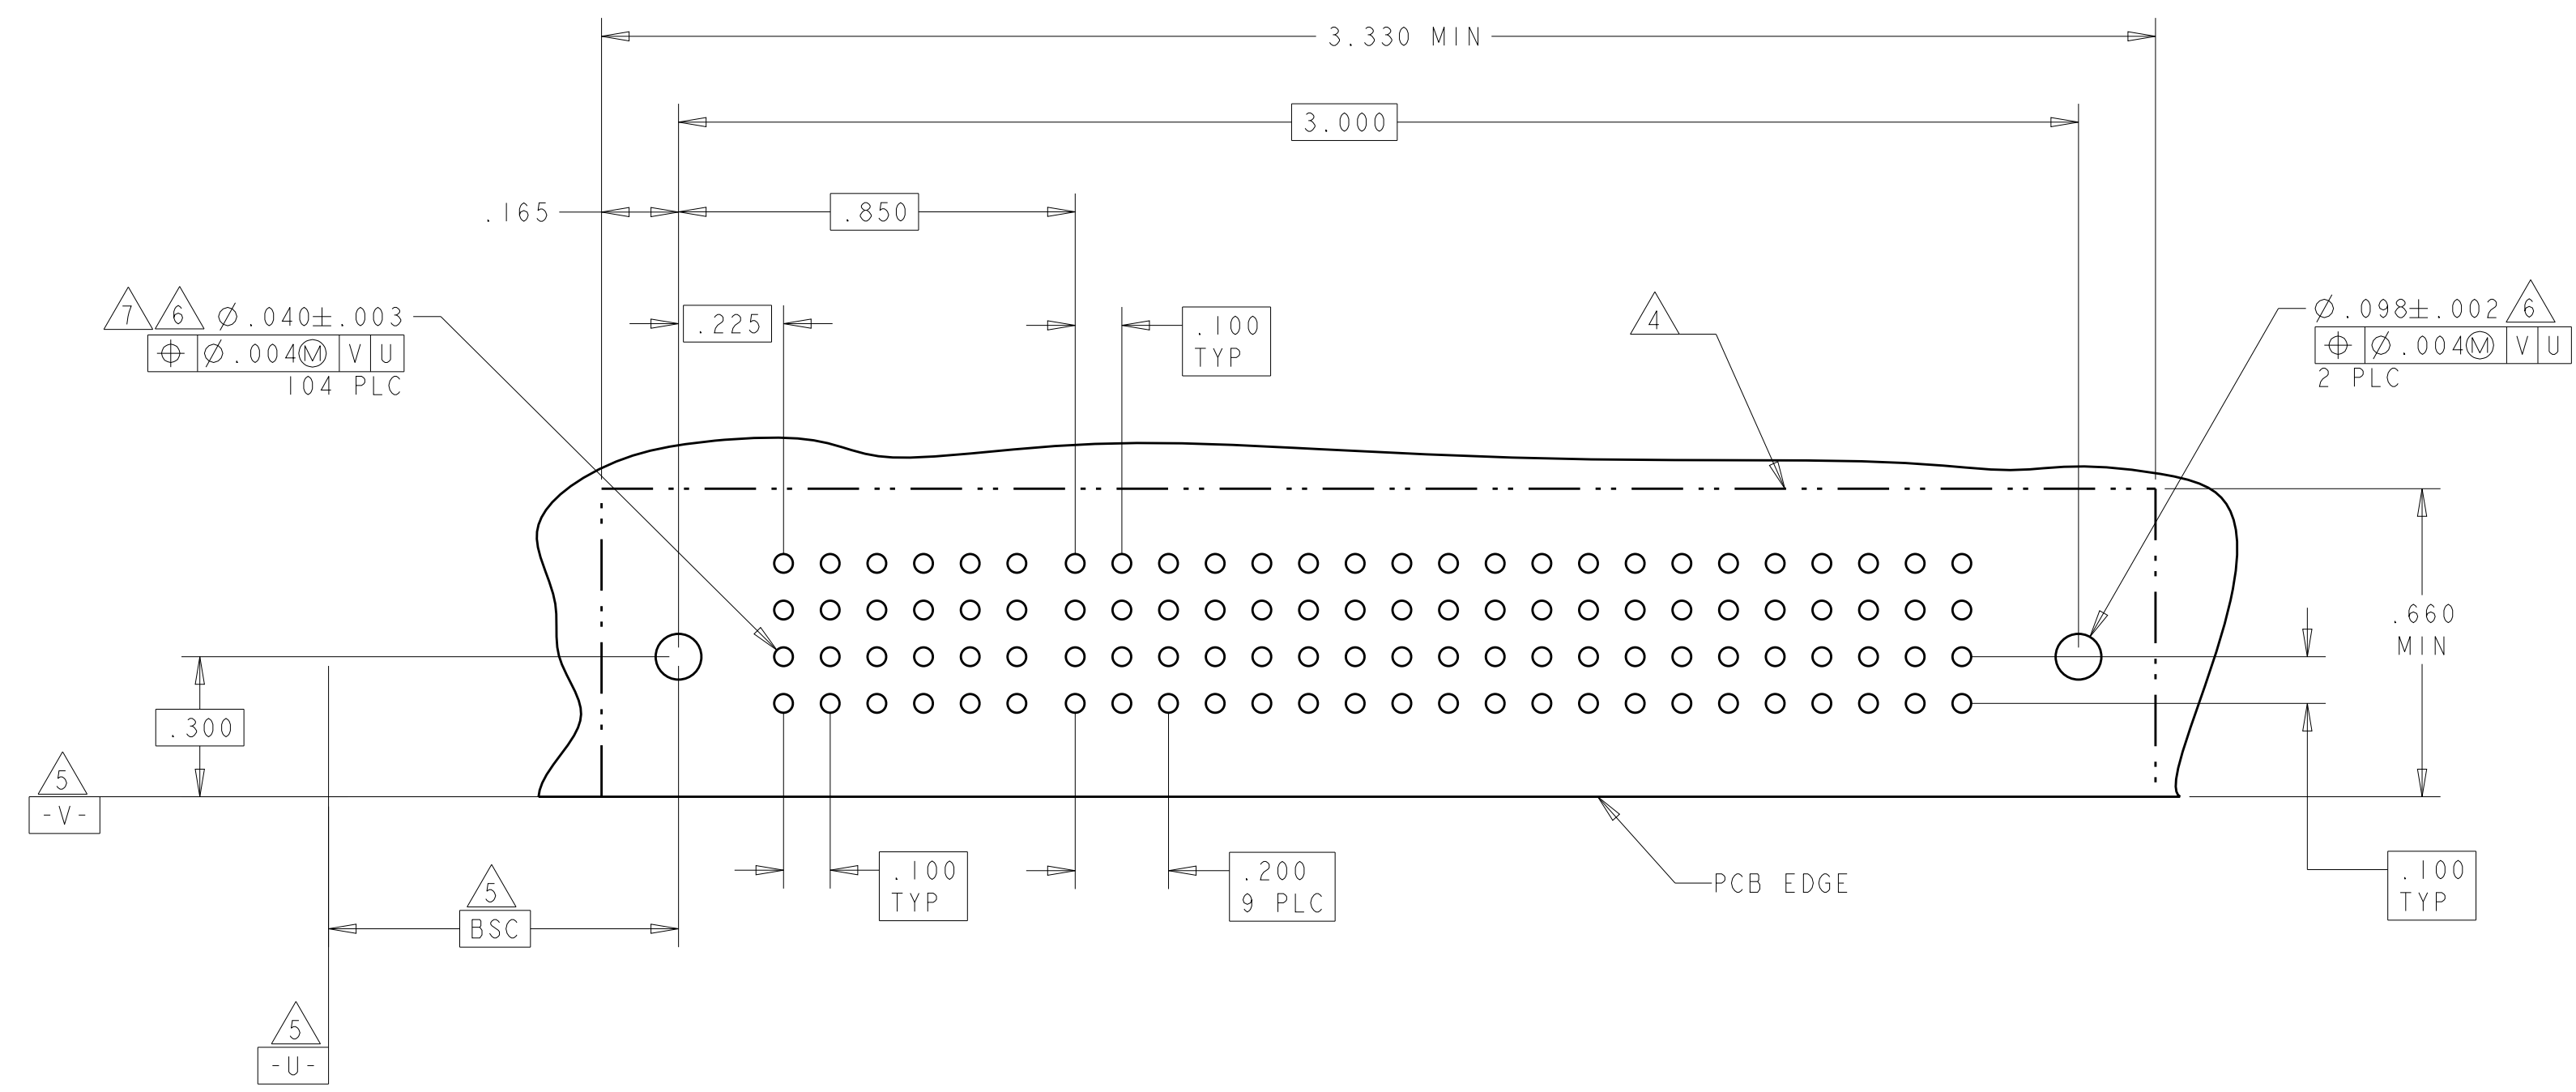 3.330 MIN
3.000
.165
.850
7 6 Ø.040±.003
⌖ Ø.004Ⓜ V U
104 PLC
.225
.100
TYP
4
Ø.098±.002 6
⌖ Ø.004Ⓜ V U
2 PLC
.660
MIN
.300
5
-V-
.100
TYP
.200
9 PLC
PCB EDGE
.100
TYP
5
BSC
5
-U-